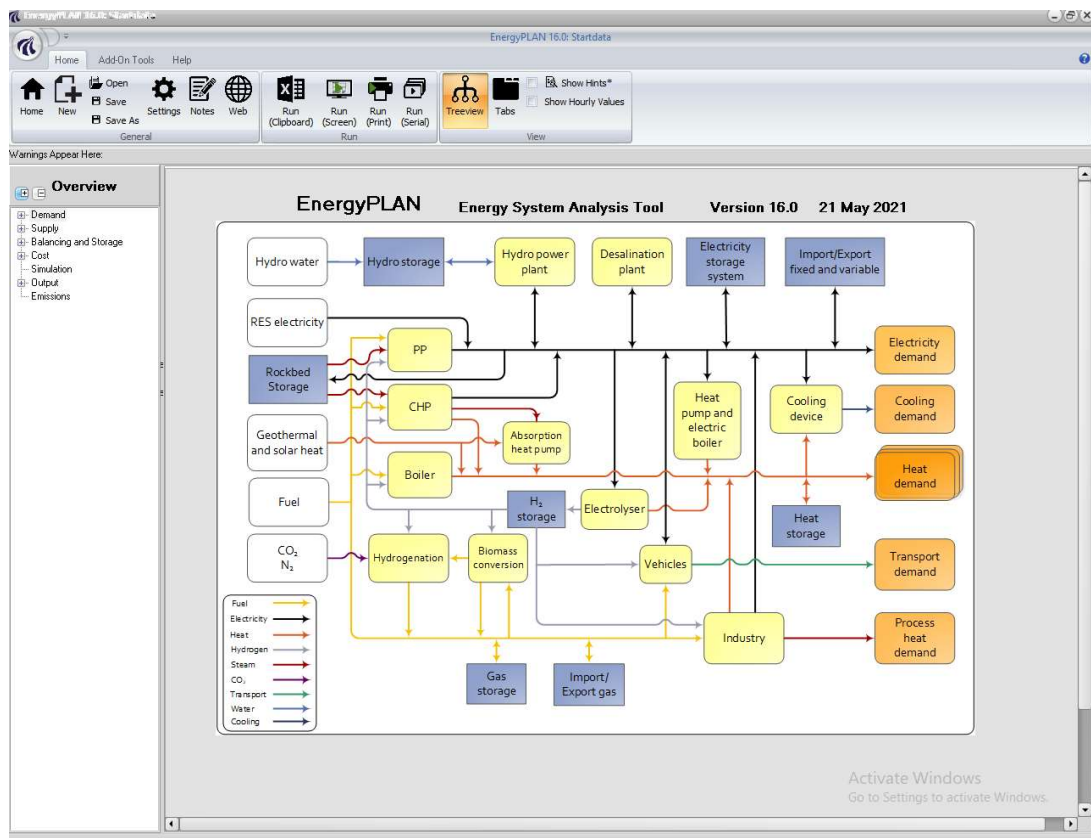 EnergyPLAN 16.0: Startdata
EnergyPLAN 16.0: Startdata
Home Add-On Tools Help
Home
New
Open
Save
Save As
Settings
Notes
Web
General
Run (Clipboard)
Run (Screen)
Run (Print)
Run (Serial)
Run
Treeview
Tabs
Show Hints*
Show Hourly Values
View
Warnings Appear Here:
Overview
Demand
Supply
Balancing and Storage
Cost
Simulation
Output
Emissions
EnergyPLAN Energy System Analysis Tool Version 16.0 21 May 2021
Hydro water
Hydro storage
Hydro power
plant
Desalination
plant
Electricity
storage
system
Import/Export
fixed and variable
RES electricity
PP
Electricity
demand
Rockbed
Storage
CHP
Heat
pump and
electric
boiler
Cooling
device
Cooling
demand
Geothermal
and solar heat
Absorption
heat pump
Boiler
Heat
demand
Fuel
H₂
storage
Electrolyser
Heat
storage
CO₂
N₂
Hydrogenation
Biomass
conversion
Vehicles
Transport
demand
Industry
Process
heat
demand
Gas
storage
Import/
Export gas
Fuel
Electricity
Heat
Hydrogen
Steam
CO₂
Transport
Water
Cooling
Activate Windows
Go to Settings to activate Windows.